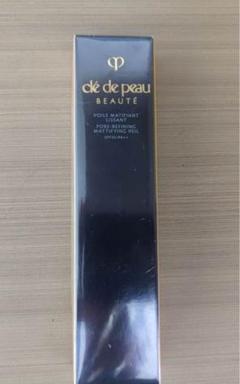 clé de peau
BEAUTÉ
VOILE MATIFIANT
LISSANT
PORE-REFINING
MATTIFYING VEIL